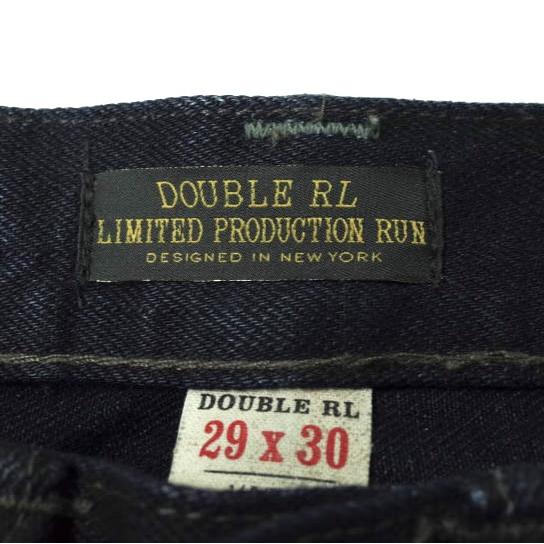 DOUBLE RL
LIMITED PRODUCTION RUN
DESIGNED IN NEW YORK
DOUBLE RL
29 x 30